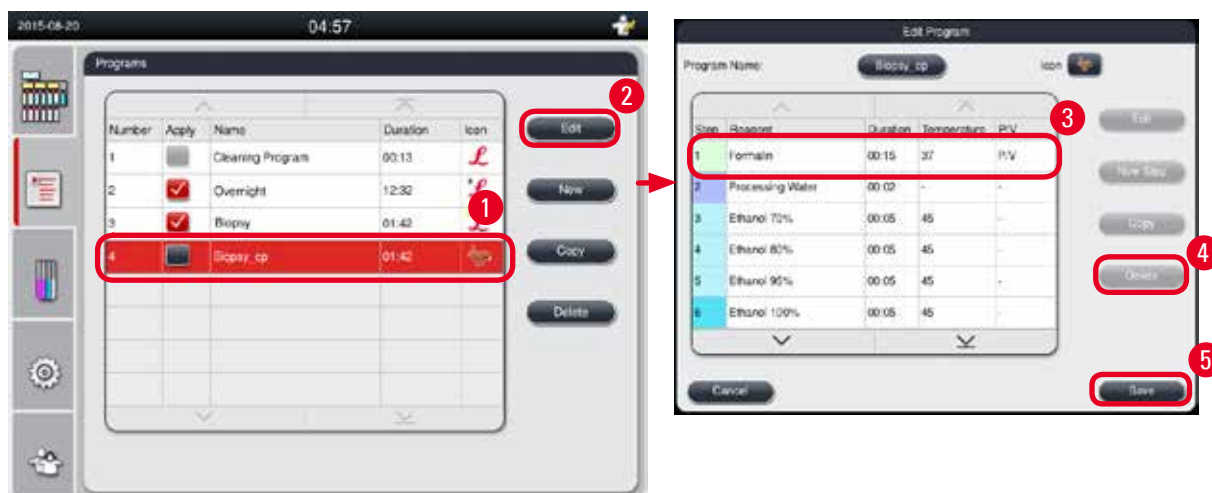 2015-08-20 04:57
Programs
Number Apply Name Duration Icon
1 Cleaning Program 00:13 L
2 Overnight 12:32 *L
3 Biopsy 01:42 L
4 Biopsy_cp 01:42
Edit
New
Copy
Delete
1
2
Edit Program
Program Name: Biopsy_cp Icon
Step Reagent Duration Temperature P/V
1 Formalin 00:15 37 P/V
2 Processing Water 00:02 - -
3 Ethanol 70% 00:05 45 -
4 Ethanol 80% 00:05 45 -
5 Ethanol 95% 00:05 45 -
6 Ethanol 100% 00:05 45 -
Edit
New Step
Copy
Delete
Cancel
Save
3
4
5